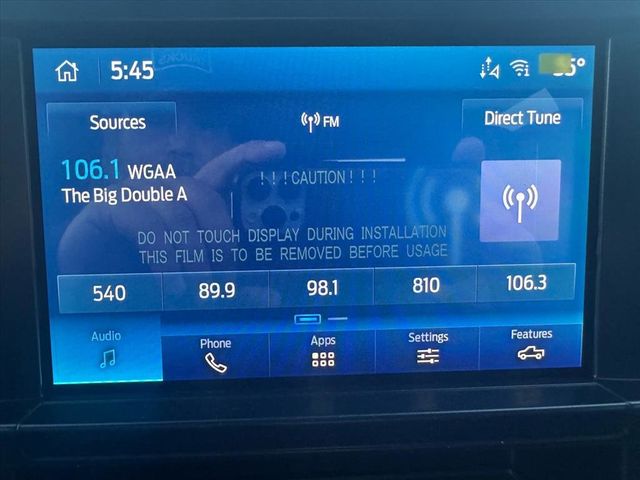 5:45
Sources
FM
Direct Tune
106.1 WGAA
The Big Double A
!!!CAUTION!!!
DO NOT TOUCH DISPLAY DURING INSTALLATION
THIS FILM IS TO BE REMOVED BEFORE USAGE
540 89.9 98.1 810 106.3
Audio Phone Apps Settings Features